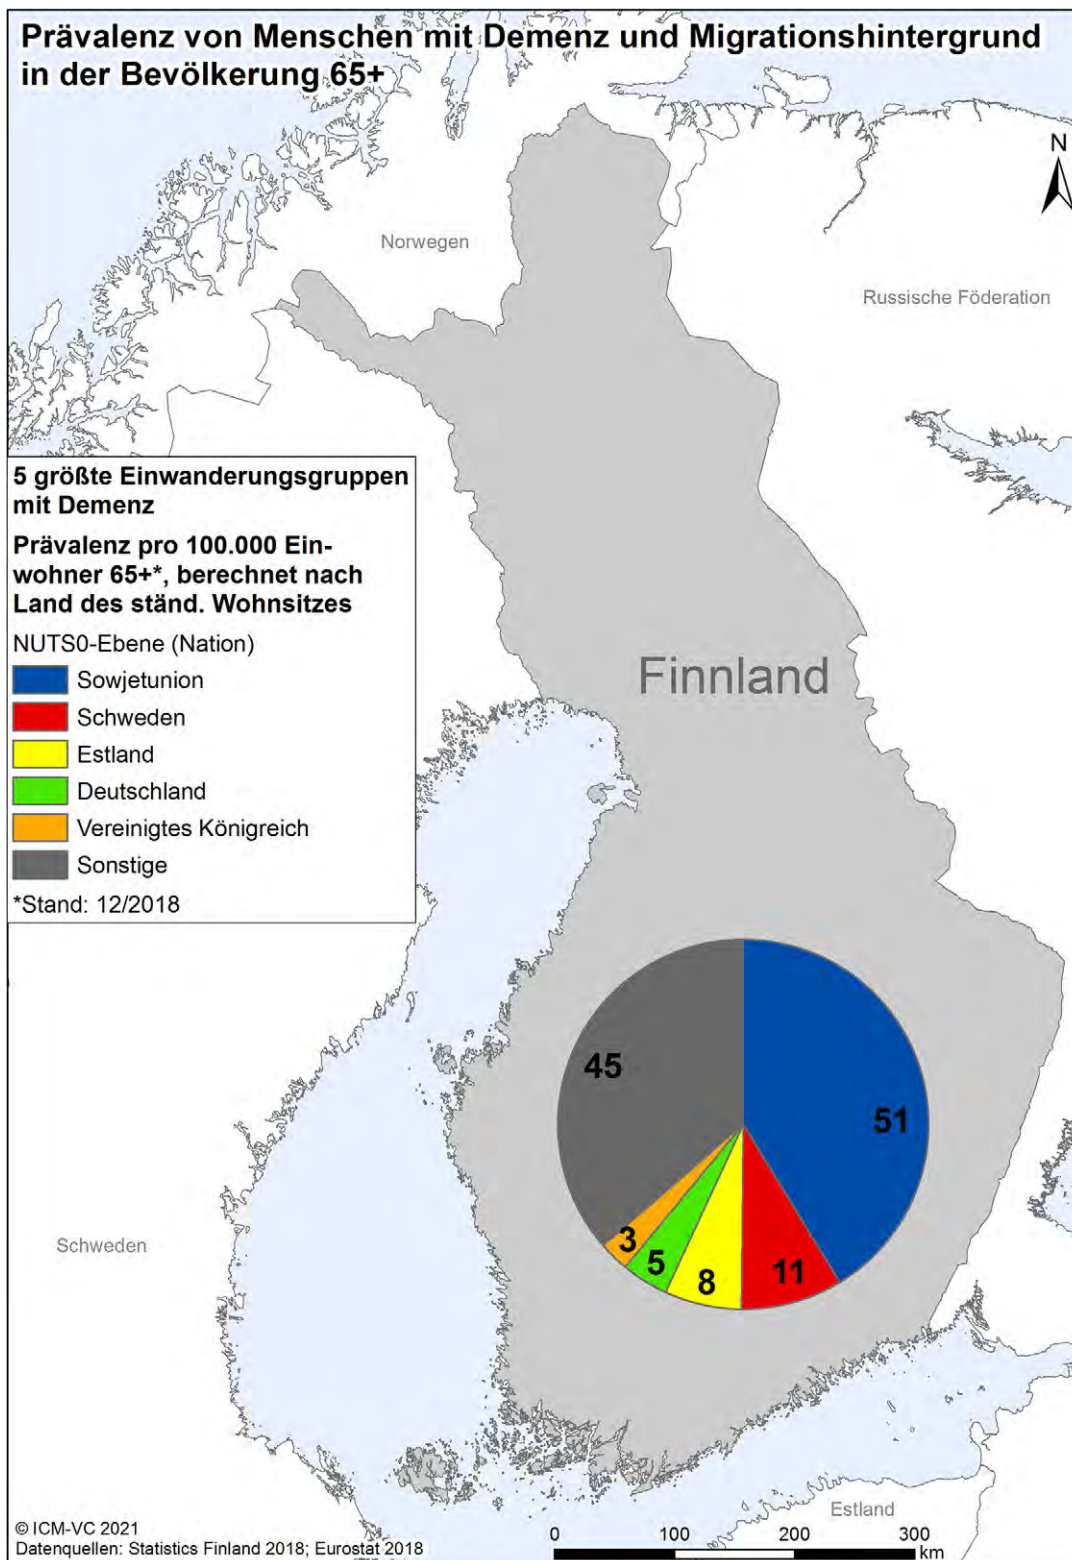 Prävalenz von Menschen mit Demenz und Migrationshintergrund
in der Bevölkerung 65+
N
Norwegen
Russische Föderation
5 größte Einwanderungsgruppen
mit Demenz
Prävalenz pro 100.000 Ein-
wohner 65+*, berechnet nach
Land des ständ. Wohnsitzes
NUTS0-Ebene (Nation)
Sowjetunion
Schweden
Estland
Deutschland
Vereinigtes Königreich
Sonstige
*Stand: 12/2018
Finnland
45
51
3
5
8
11
Schweden
Estland
© ICM-VC 2021
Datenquellen: Statistics Finland 2018; Eurostat 2018
0 100 200 300
km